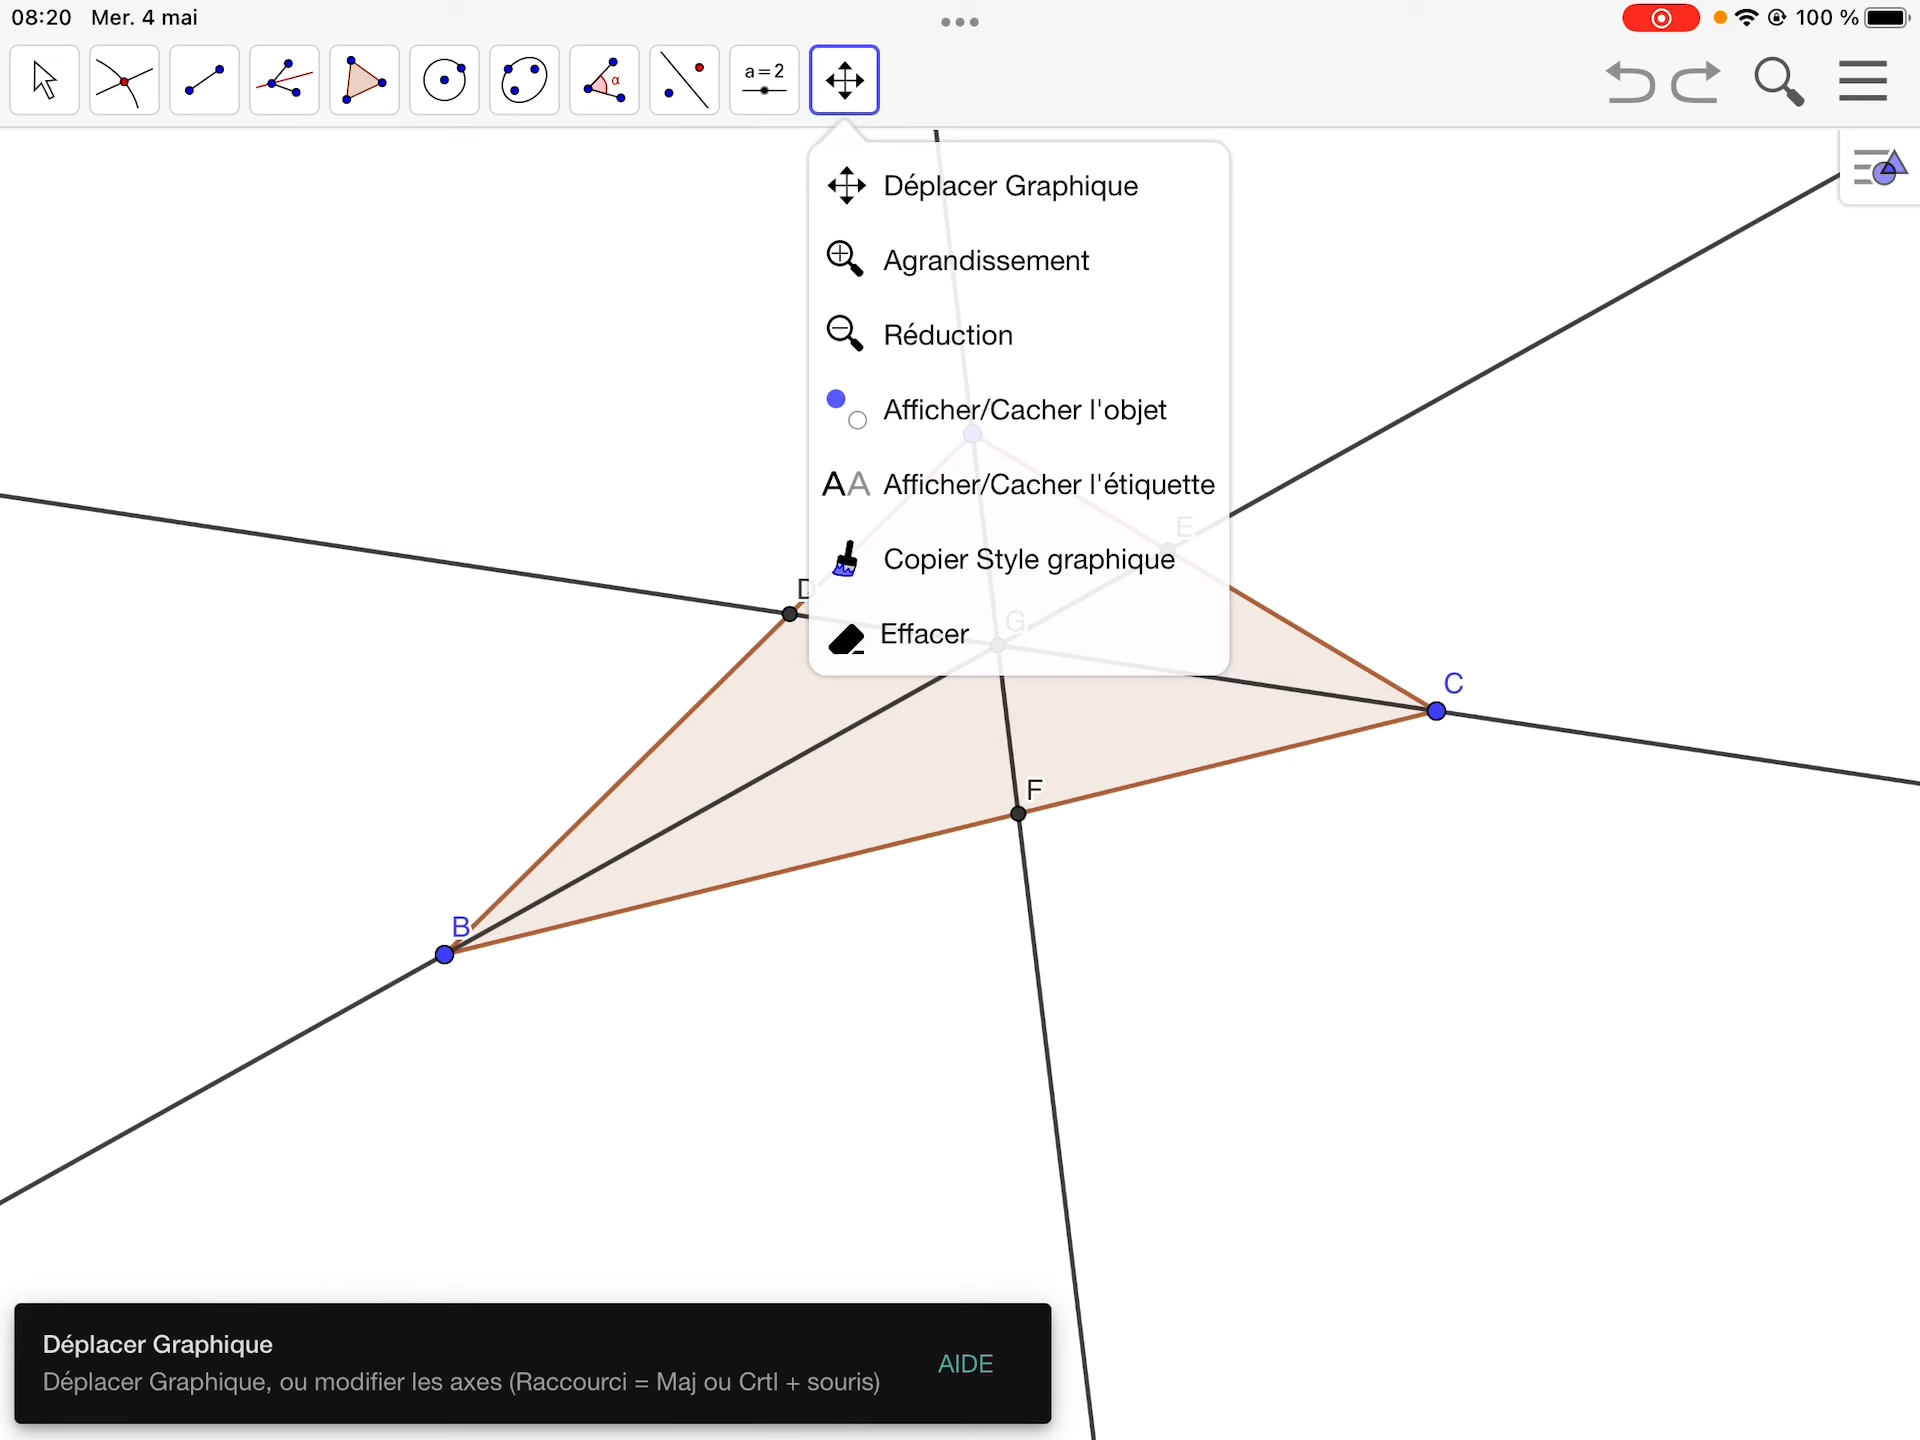 08:20 Mer. 4 mai
100 %
α
a=2
Déplacer Graphique
Agrandissement
Réduction
Afficher/Cacher l'objet
AA Afficher/Cacher l'étiquette
E
Copier Style graphique
D
G
Effacer
C
F
B
Déplacer Graphique
Déplacer Graphique, ou modifier les axes (Raccourci = Maj ou Crtl + souris)
AIDE